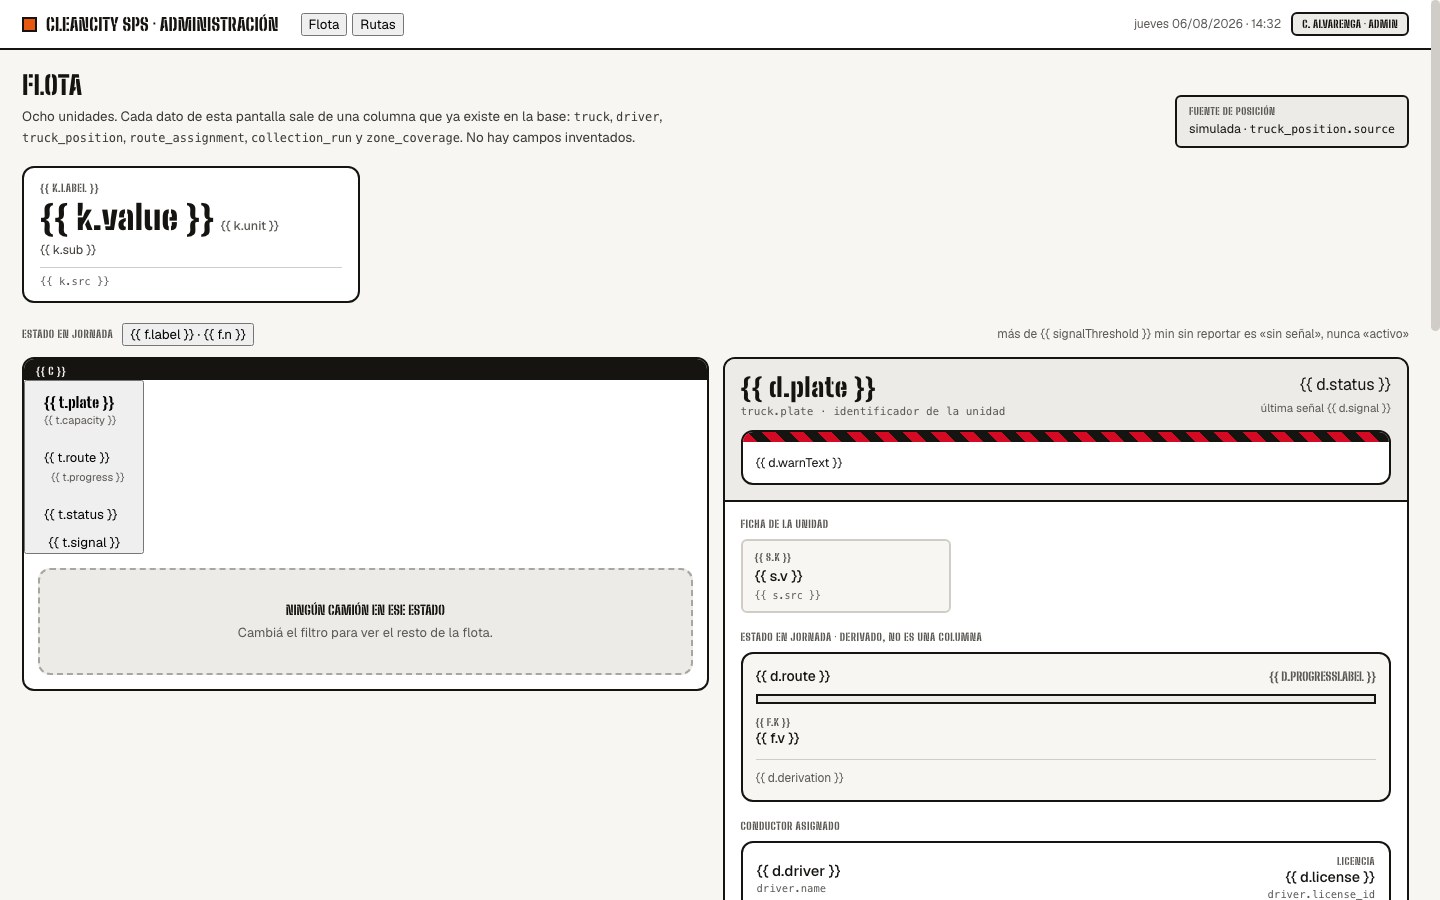 CLEANCITY SPS · ADMINISTRACIÓN
Flota
Rutas
jueves 06/08/2026 · 14:32
C. ALVARENGA · ADMIN
FLOTA
Ocho unidades. Cada dato de esta pantalla sale de una columna que ya existe en la base: truck, driver,
truck_position, route_assignment, collection_run y zone_coverage. No hay campos inventados.
FUENTE DE POSICIÓN
simulada · truck_position.source
{{ K.LABEL }}
{{ k.value }} {{ k.unit }}
{{ k.sub }}
{{ k.src }}
ESTADO EN JORNADA
{{ f.label }} · {{ f.n }}
más de {{ signalThreshold }} min sin reportar es «sin señal», nunca «activo»
{{ C }}
{{ t.plate }}
{{ t.capacity }}
{{ t.route }}
{{ t.progress }}
{{ t.status }}
{{ t.signal }}
NINGÚN CAMIÓN EN ESE ESTADO
Cambiá el filtro para ver el resto de la flota.
{{ d.plate }}
truck.plate · identificador de la unidad
{{ d.status }}
última señal {{ d.signal }}
{{ d.warnText }}
FICHA DE LA UNIDAD
{{ S.K }}
{{ s.v }}
{{ s.src }}
ESTADO EN JORNADA · DERIVADO, NO ES UNA COLUMNA
{{ d.route }}
{{ D.PROGRESSLABEL }}
{{ F.K }}
{{ f.v }}
{{ d.derivation }}
CONDUCTOR ASIGNADO
{{ d.driver }}
driver.name
LICENCIA
{{ d.license }}
driver.license_id